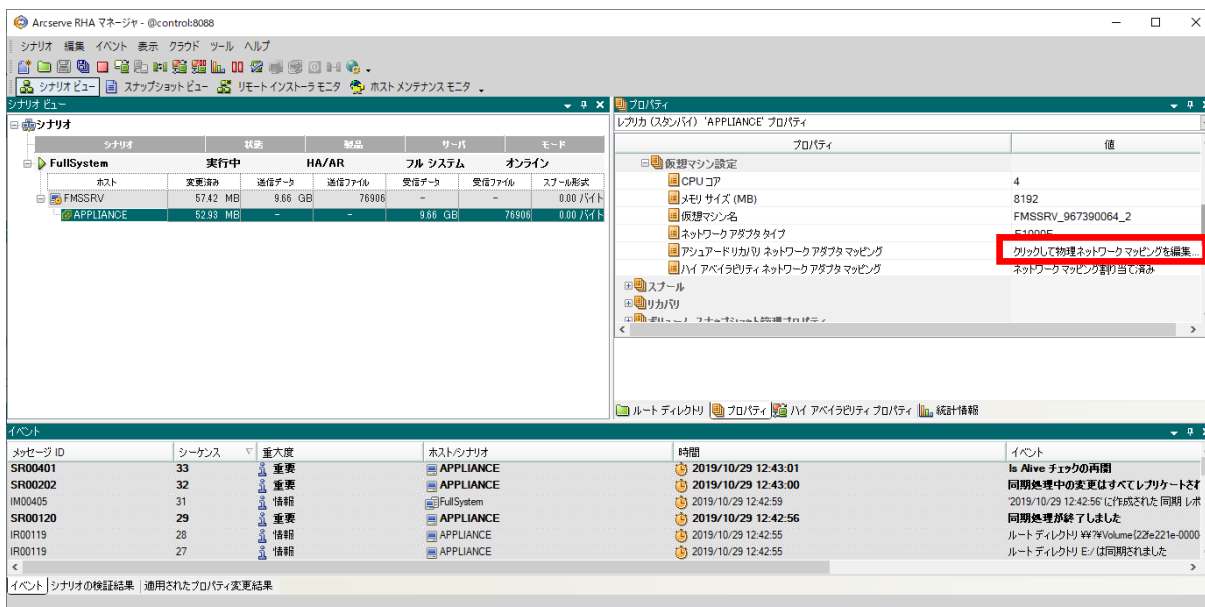 Arcserve RHA マネージャ - @control:8088
シナリオ 編集 イベント 表示 クラウド ツール ヘルプ
シナリオ ビュー スナップショット ビュー リモート インストーラ モニタ ホスト メンテナンス モニタ
シナリオ ビュー
シナリオ
シナリオ 状態 製品 サーバ モード
FullSystem 実行中 HA/AR フル システム オンライン
ホスト 変更済み 送信データ 送信ファイル 受信データ 受信ファイル スプール形式
FMSSRV 57.42 MB 9.66 GB 76906 - - 0.00 バイト
APPLIANCE 52.93 MB - - 9.66 GB 76906 0.00 バイト
プロパティ
レプリカ (スタンバイ) 'APPLIANCE' プロパティ
プロパティ 値
仮想マシン設定
CPU コア 4
メモリ サイズ (MB) 8192
仮想マシン名 FMSSRV_967390064_2
ネットワーク アダプタ タイプ E1000E
アシュアード リカバリ ネットワーク アダプタ マッピング クリックして物理ネットワーク マッピングを編集...
ハイ アベイラビリティ ネットワーク アダプタ マッピング ネットワーク マッピング割り当て済み
スプール
リカバリ
ボリューム スナップショット管理プロパティ
ルート ディレクトリ プロパティ ハイ アベイラビリティ プロパティ 統計情報
イベント
メッセージ ID シーケンス 重大度 ホスト/シナリオ 時間 イベント
SR00401 33 重要 APPLIANCE 2019/10/29 12:43:01 Is Alive チェックの再開
SR00202 32 重要 APPLIANCE 2019/10/29 12:43:00 同期処理中の変更はすべてレプリケートされ
IM00405 31 情報 FullSystem 2019/10/29 12:42:59 '2019/10/29 12:42:56' に作成された 同期 レポ
SR00120 29 重要 APPLIANCE 2019/10/29 12:42:56 同期処理が終了しました
IR00119 28 情報 APPLIANCE 2019/10/29 12:42:55 ルート ディレクトリ ¥¥?¥Volume{22fe221e-0000-
IR00119 27 情報 APPLIANCE 2019/10/29 12:42:55 ルート ディレクトリ E:/ は同期されました
イベント シナリオの検証結果 適用されたプロパティ変更結果